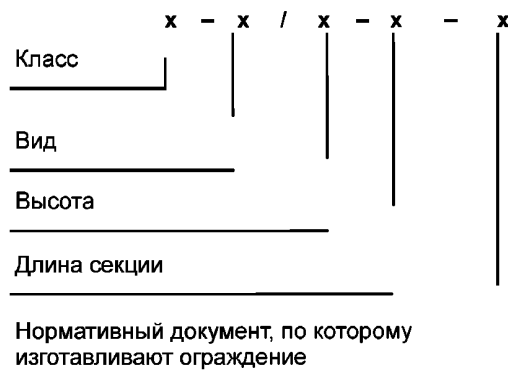 х – х / х – х – х
Класс
Вид
Высота
Длина секции
Нормативный документ, по которому
изготавливают ограждение